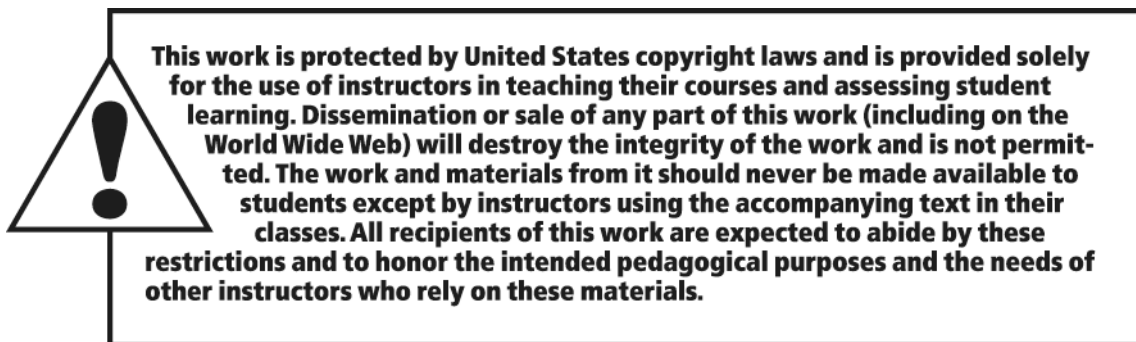 This work is protected by United States copyright laws and is provided solely
for the use of instructors in teaching their courses and assessing student
learning. Dissemination or sale of any part of this work (including on the
World Wide Web) will destroy the integrity of the work and is not permit-
ted. The work and materials from it should never be made available to
students except by instructors using the accompanying text in their
classes. All recipients of this work are expected to abide by these
restrictions and to honor the intended pedagogical purposes and the needs of
other instructors who rely on these materials.